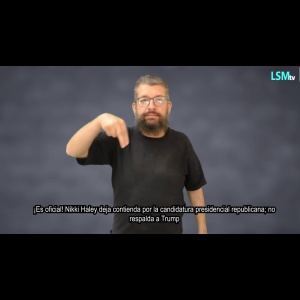 LSMtv
¡Es oficial! Nikki Haley deja contienda por la candidatura presidencial republicana; no
respalda a Trump